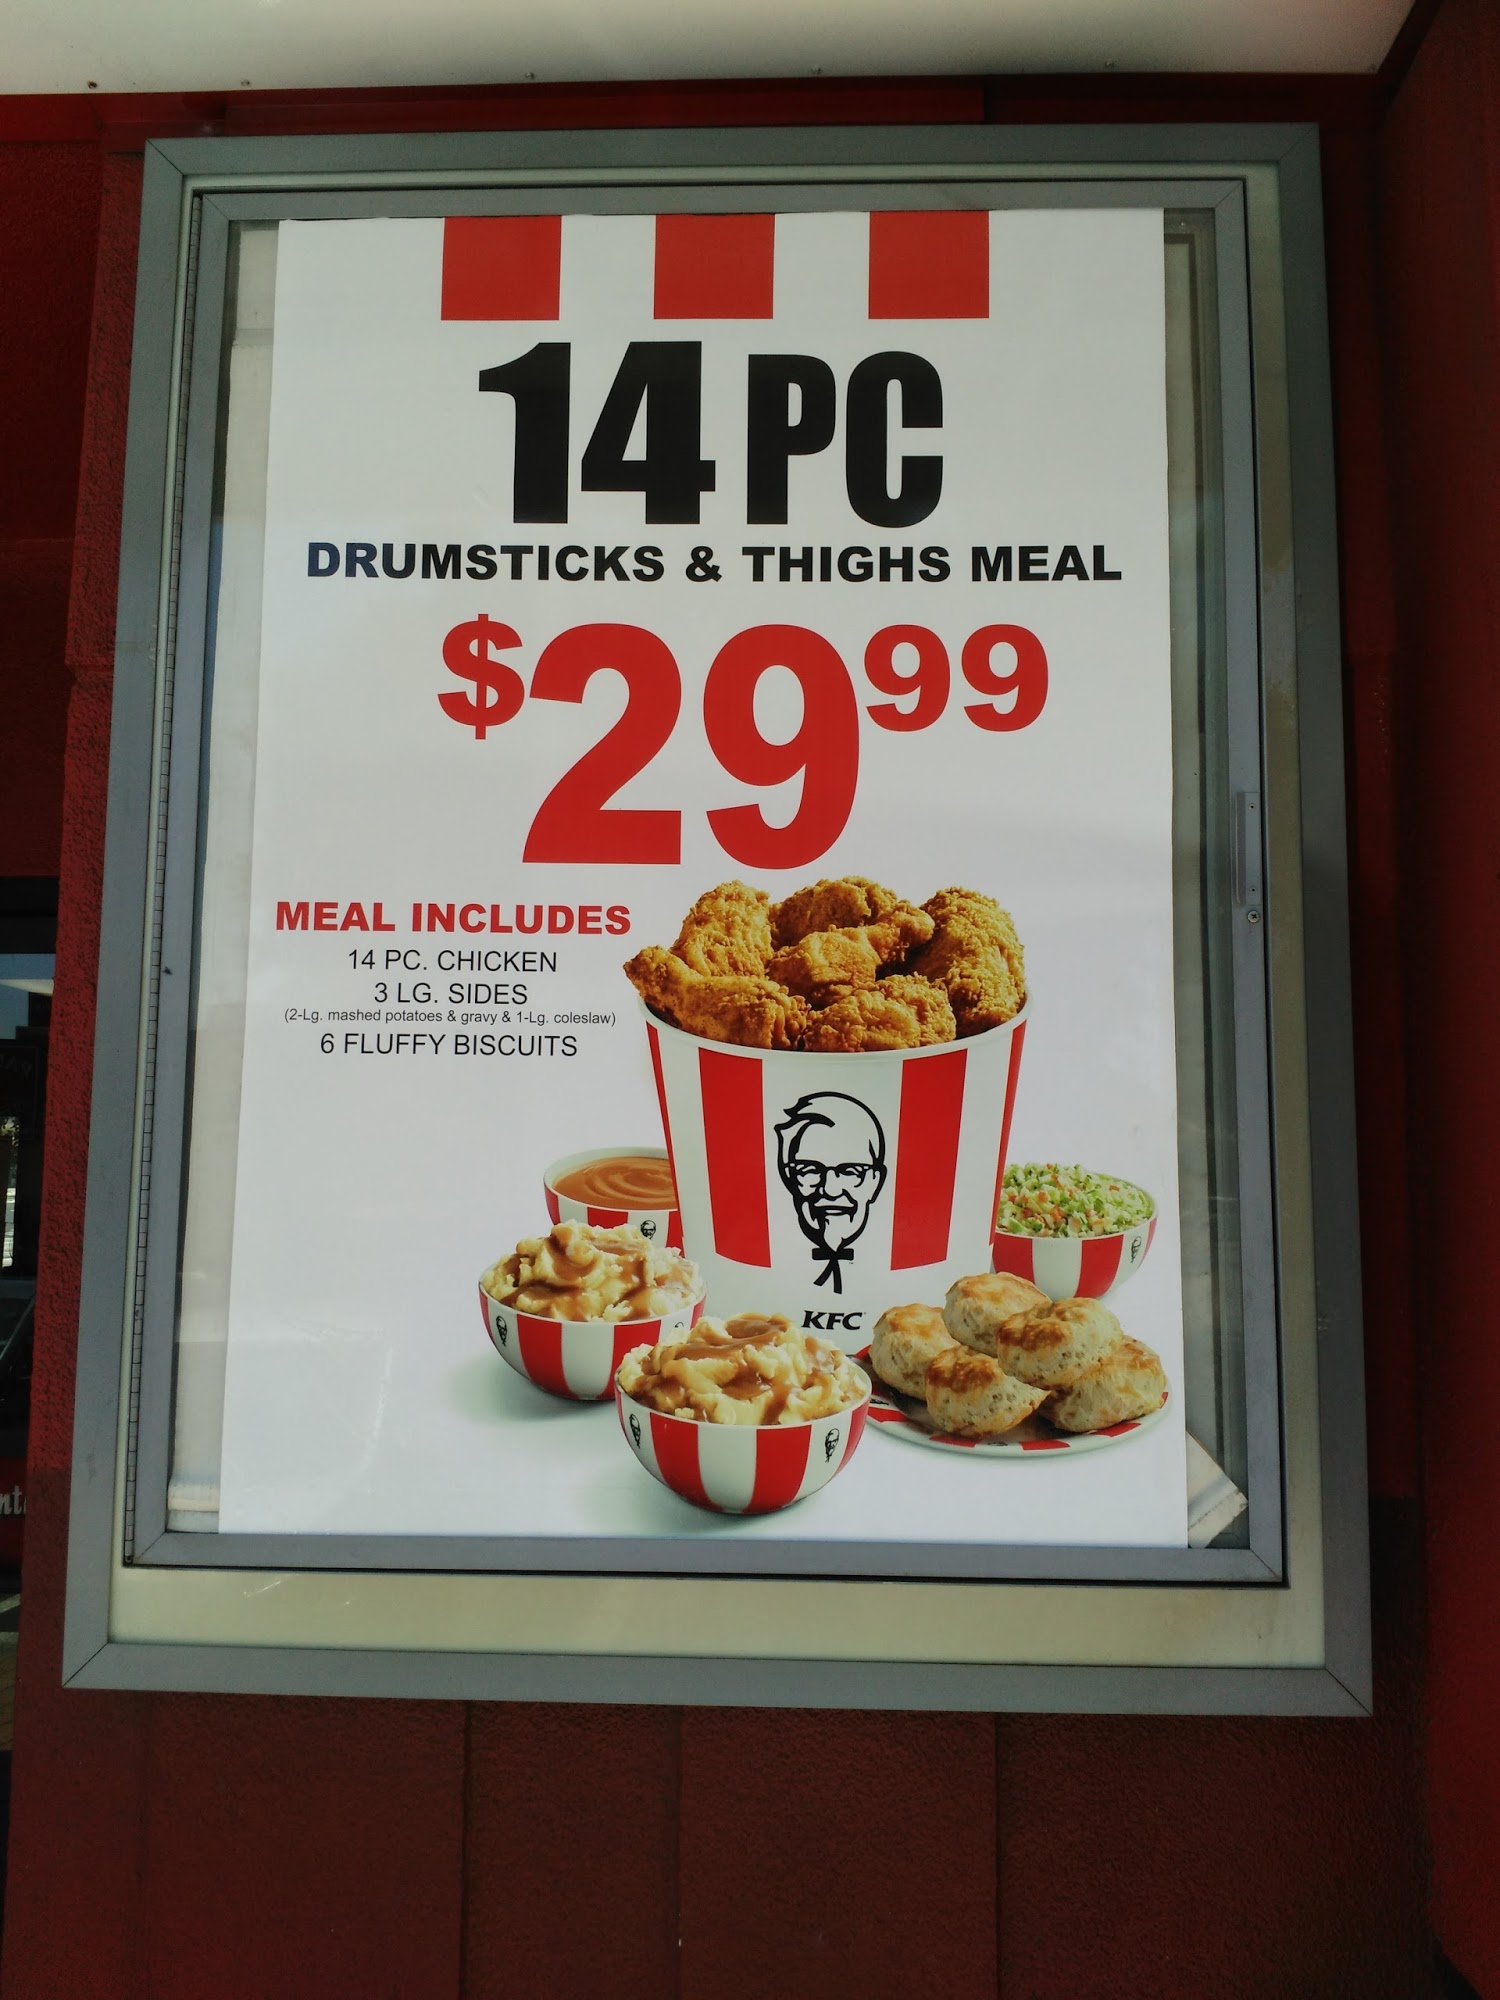 14 PC
DRUMSTICKS & THIGHS MEAL
$29 99
MEAL INCLUDES
14 PC. CHICKEN
3 LG. SIDES
(2-Lg. mashed potatoes & gravy & 1-Lg. coleslaw)
6 FLUFFY BISCUITS
KFC